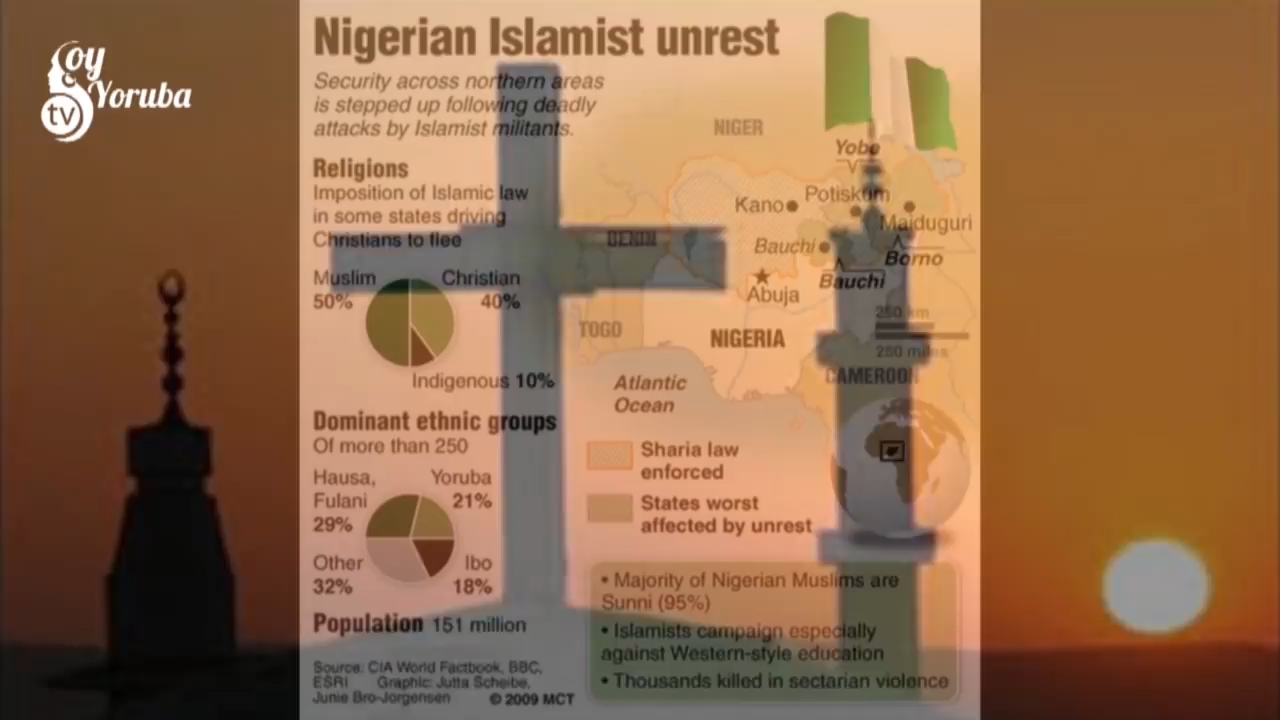 Soy
Yoruba
tv
Nigerian Islamist unrest
Security across northern areas
is stepped up following deadly
attacks by Islamist militants.
Religions
Imposition of Islamic law
in some states driving
Christians to flee
Muslim
50%
Christian
40%
Indigenous 10%
Dominant ethnic groups
Of more than 250
Hausa,
Fulani
29%
Yoruba
21%
Other
32%
Ibo
18%
Population 151 million
Source: CIA World Factbook, BBC,
ESRI Graphic: Jutta Scheibe,
Junie Bro-Jorgensen © 2009 MCT
NIGER
Yobe
Potiskum
Kano
Maiduguri
BENIN
Bauchi
Borno
Bauchi
Abuja
250 km
TOGO
NIGERIA
250 miles
CAMEROON
Atlantic
Ocean
Sharia law
enforced
States worst
affected by unrest
• Majority of Nigerian Muslims are
Sunni (95%)
• Islamists campaign especially
against Western-style education
• Thousands killed in sectarian violence